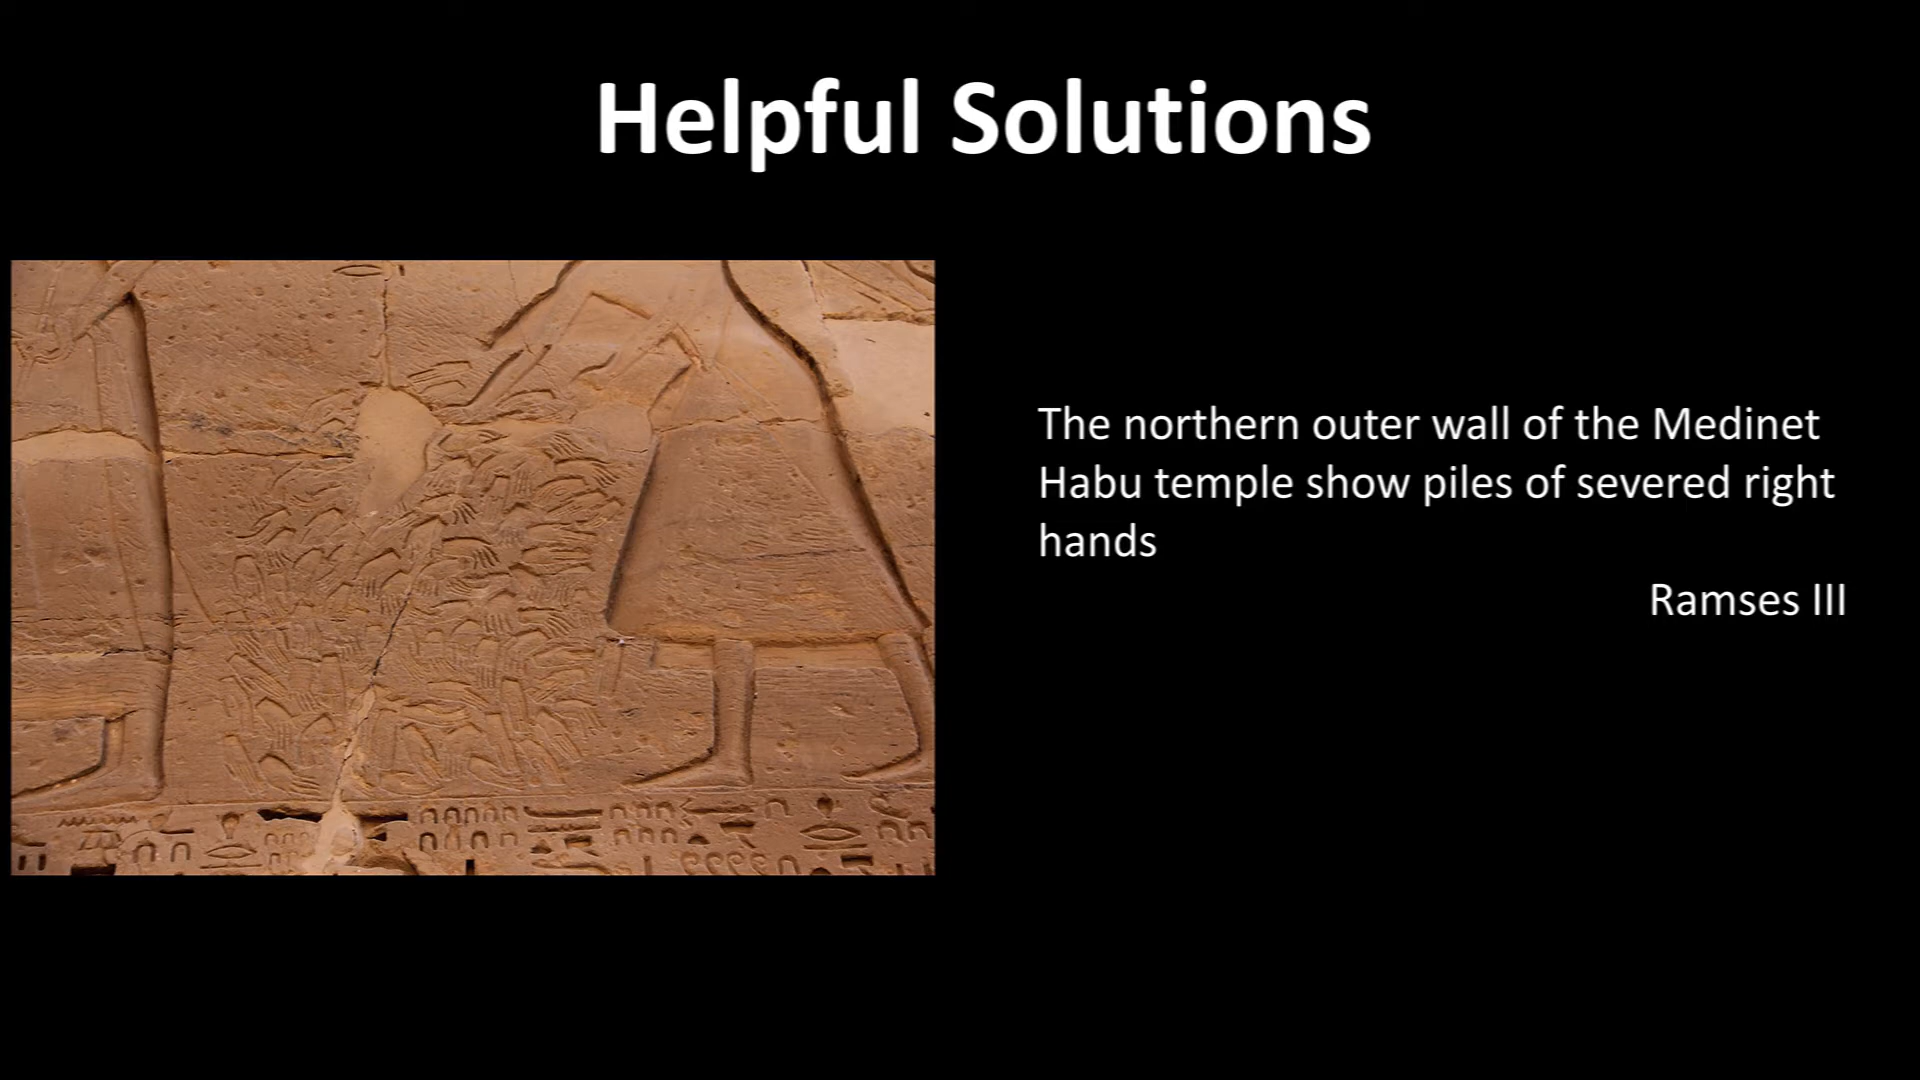 Helpful Solutions
The northern outer wall of the Medinet
Habu temple show piles of severed right
hands
Ramses III